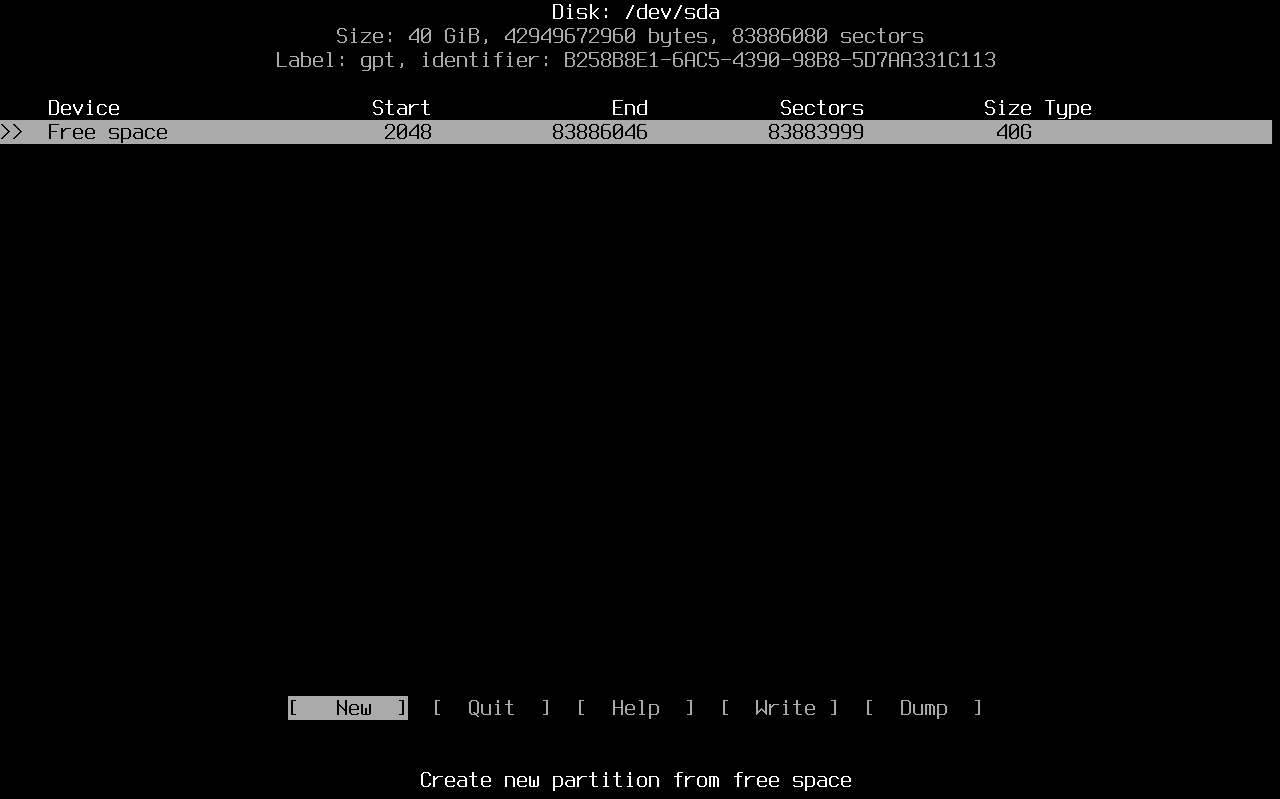 Disk: /dev/sda
Size: 40 GiB, 42949672960 bytes, 83886080 sectors
Label: gpt, identifier: B258B8E1-6AC5-4390-98B8-5D7AA331C113
Device Start End Sectors Size Type
>> Free space 2048 83886046 83883999 40G
[ New ] [ Quit ] [ Help ] [ Write ] [ Dump ]
Create new partition from free space